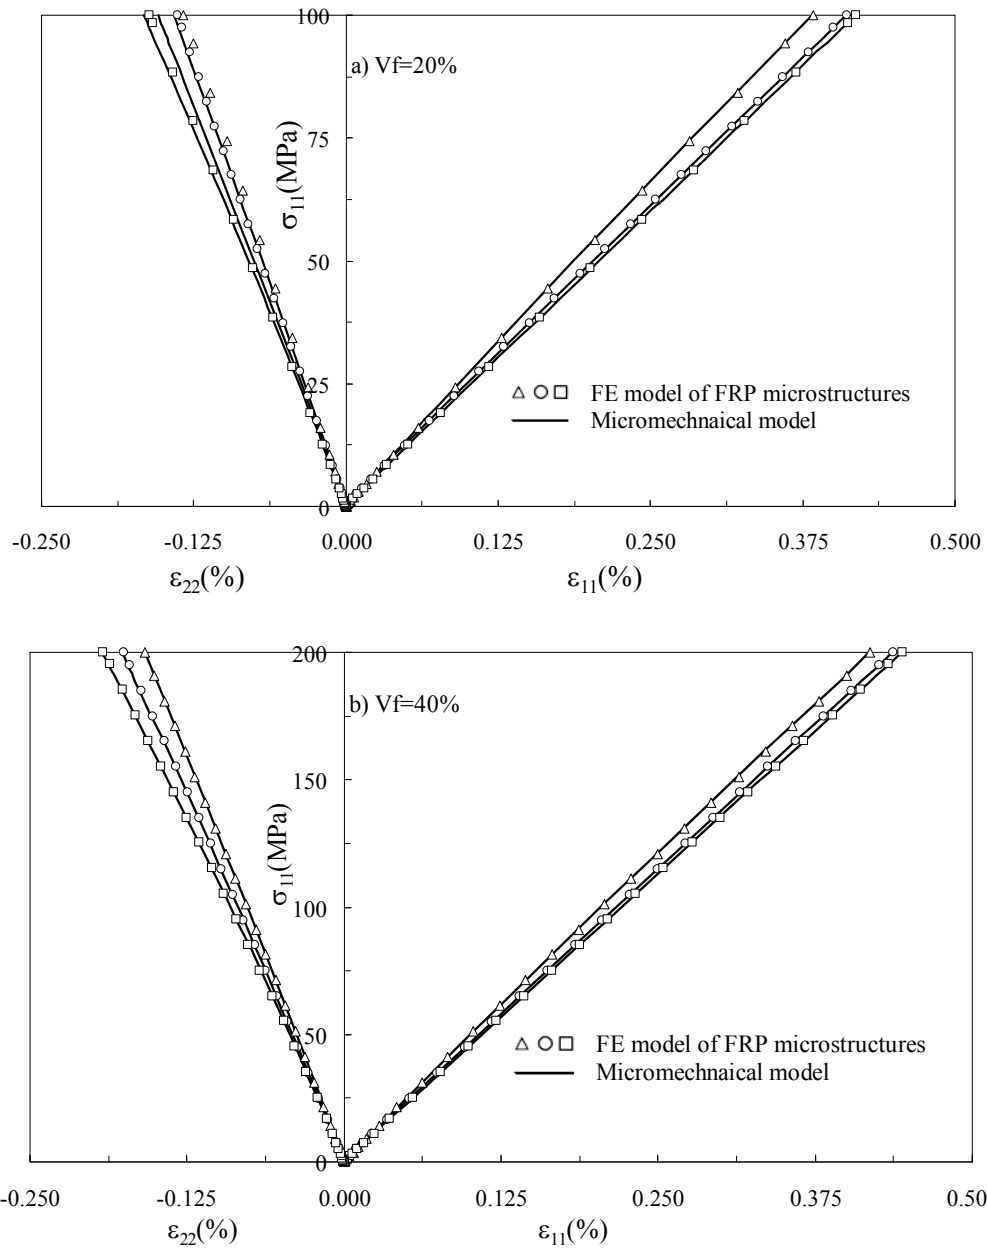 100
a) Vf=20%
75
σ11(MPa)
50
25
△ ○ □ FE model of FRP microstructures
Micromechnaical model
0
-0.250 -0.125 0.000 0.125 0.250 0.375 0.500
ε22(%) ε11(%)
200
b) Vf=40%
150
σ11(MPa)
100
50
△ ○ □ FE model of FRP microstructures
Micromechnaical model
0
-0.250 -0.125 0.000 0.125 0.250 0.375 0.50
ε22(%) ε11(%)